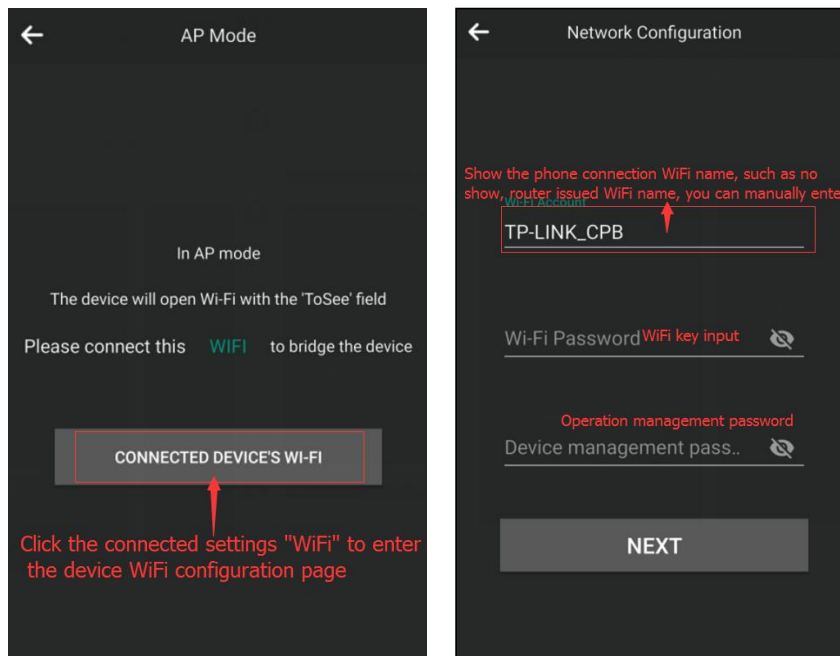 AP Mode
In AP mode
The device will open Wi-Fi with the 'ToSee' field
Please connect this WIFI to bridge the device
CONNECTED DEVICE'S WI-FI
Click the connected settings "WiFi" to enter
the device WiFi configuration page
Network Configuration
Show the phone connection WiFi name, such as no
show, router issued WiFi name, you can manually ente
Wi-Fi Account
TP-LINK_CPB
Wi-Fi Password WiFi key input
Operation management password
Device management pass..
NEXT